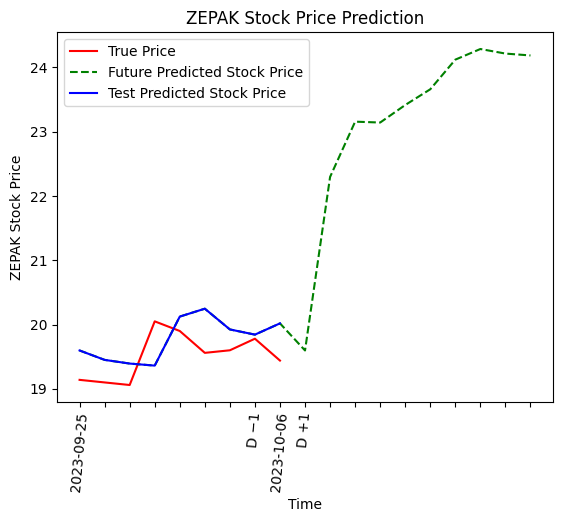 ZEPAK Stock Price Prediction
True Price
Future Predicted Stock Price
Test Predicted Stock Price
ZEPAK Stock Price
24
23
22
21
20
19
2023-09-25
D −1
2023-10-06
D +1
Time